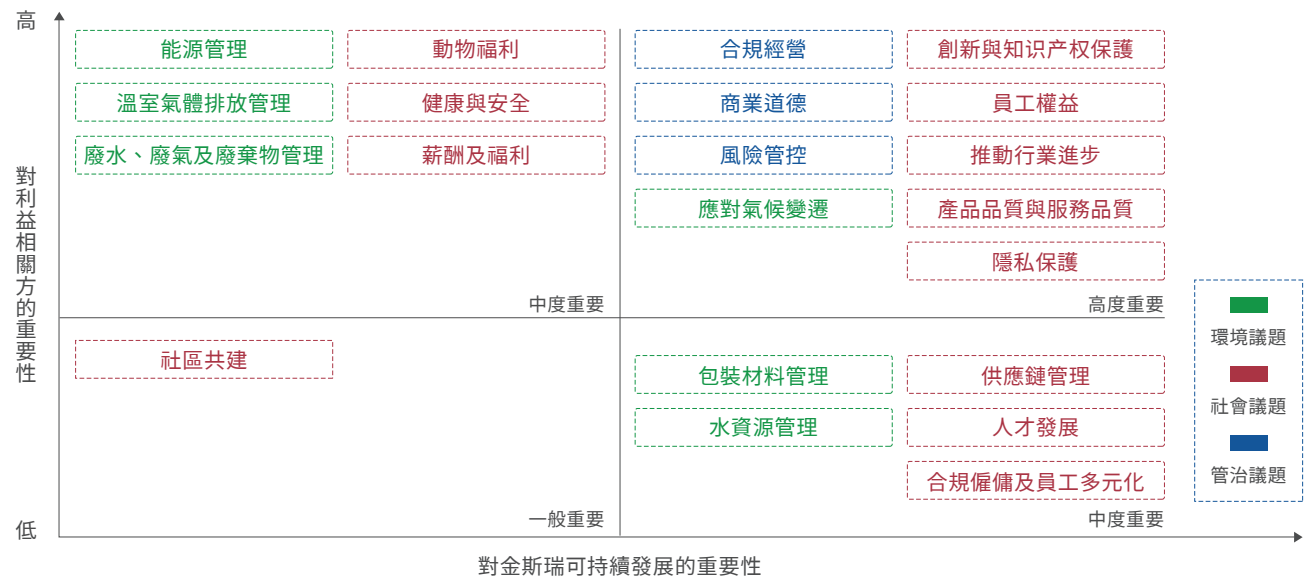 高
能源管理
動物福利
合規經營
創新與知识产权保護
溫室氣體排放管理
健康與安全
商業道德
員工權益
廢水、廢氣及廢棄物管理
薪酬及福利
風險管控
推動行業進步
應對氣候變遷
產品品質與服務品質
隱私保護
對利益相關方的重要性
中度重要
高度重要
社區共建
包裝材料管理
供應鏈管理
水資源管理
人才發展
合規僱傭及員工多元化
一般重要
中度重要
低
對金斯瑞可持續發展的重要性
環境議題
社會議題
管治議題